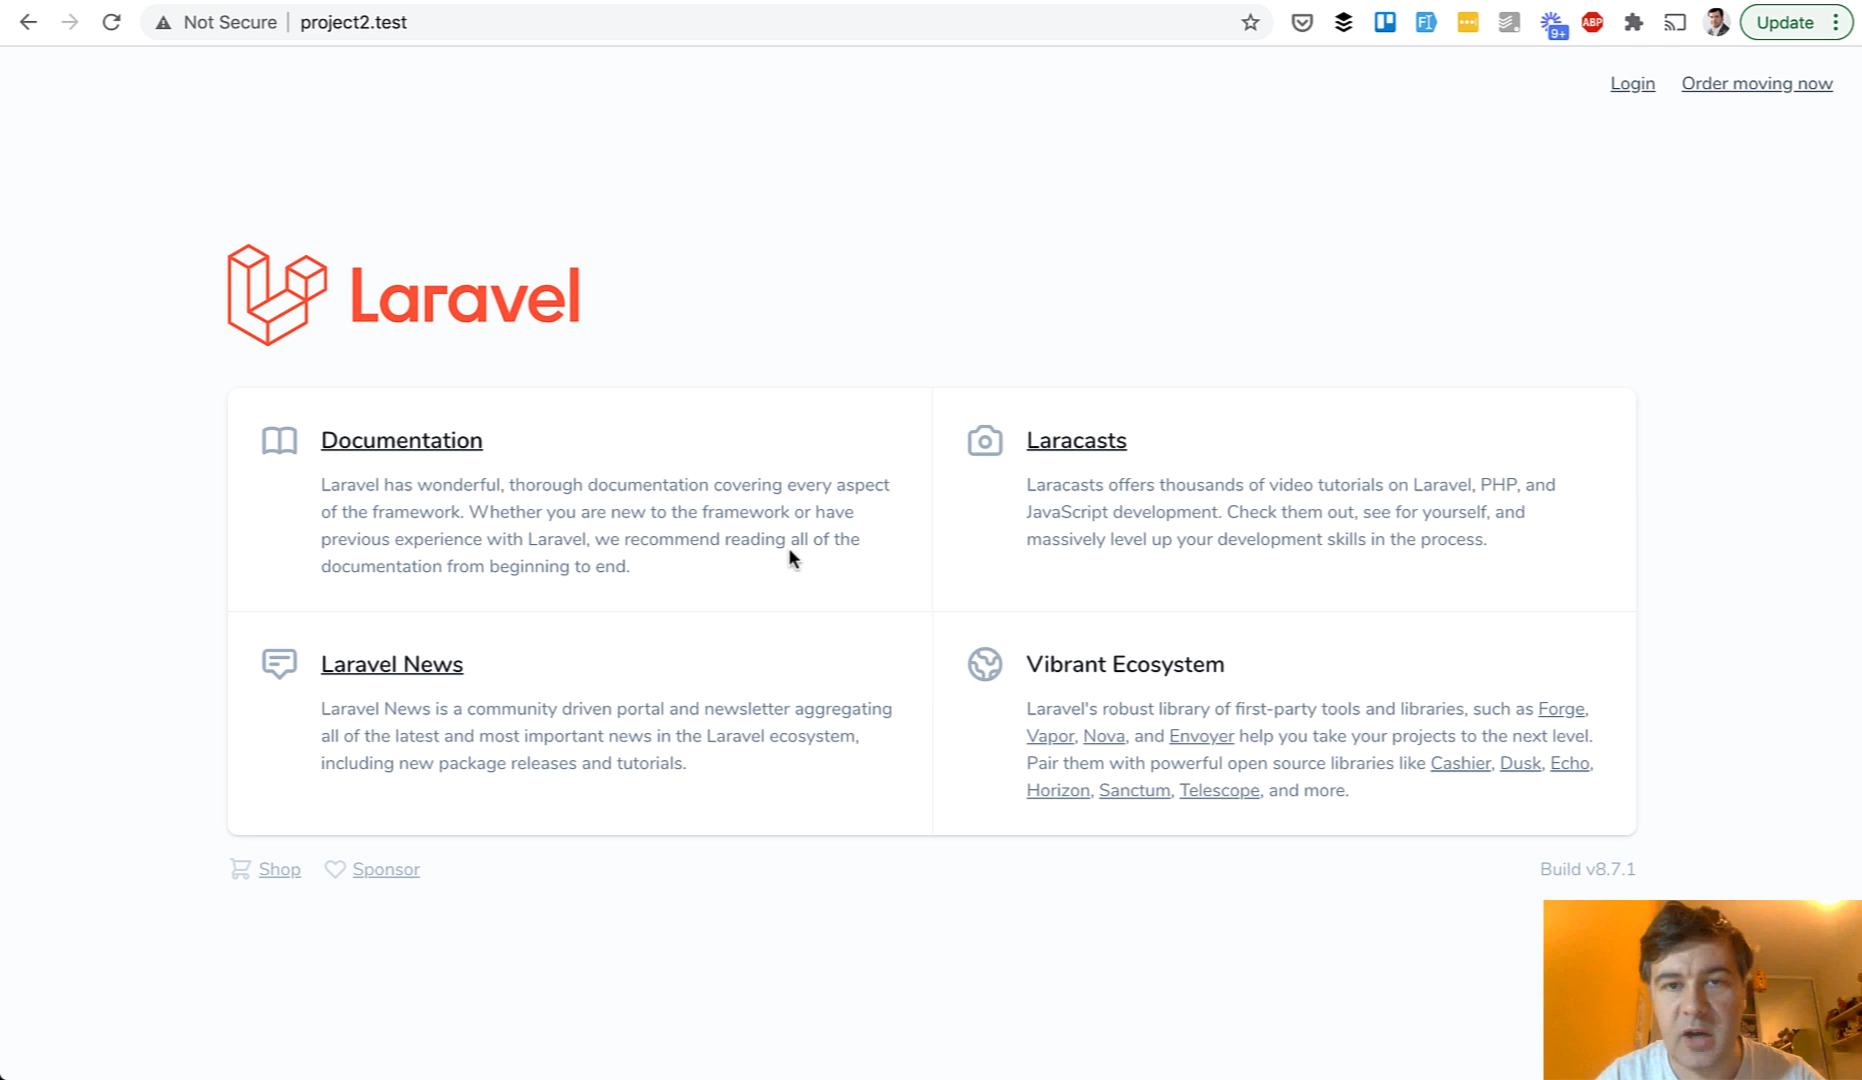 Not Secure | project2.test
9+
ABP
Update
Login Order moving now
Laravel
Documentation
Laravel has wonderful, thorough documentation covering every aspect
of the framework. Whether you are new to the framework or have
previous experience with Laravel, we recommend reading all of the
documentation from beginning to end.
Laracasts
Laracasts offers thousands of video tutorials on Laravel, PHP, and
JavaScript development. Check them out, see for yourself, and
massively level up your development skills in the process.
Laravel News
Laravel News is a community driven portal and newsletter aggregating
all of the latest and most important news in the Laravel ecosystem,
including new package releases and tutorials.
Vibrant Ecosystem
Laravel's robust library of first-party tools and libraries, such as Forge,
Vapor, Nova, and Envoyer help you take your projects to the next level.
Pair them with powerful open source libraries like Cashier, Dusk, Echo,
Horizon, Sanctum, Telescope, and more.
Shop Sponsor
Build v8.7.1